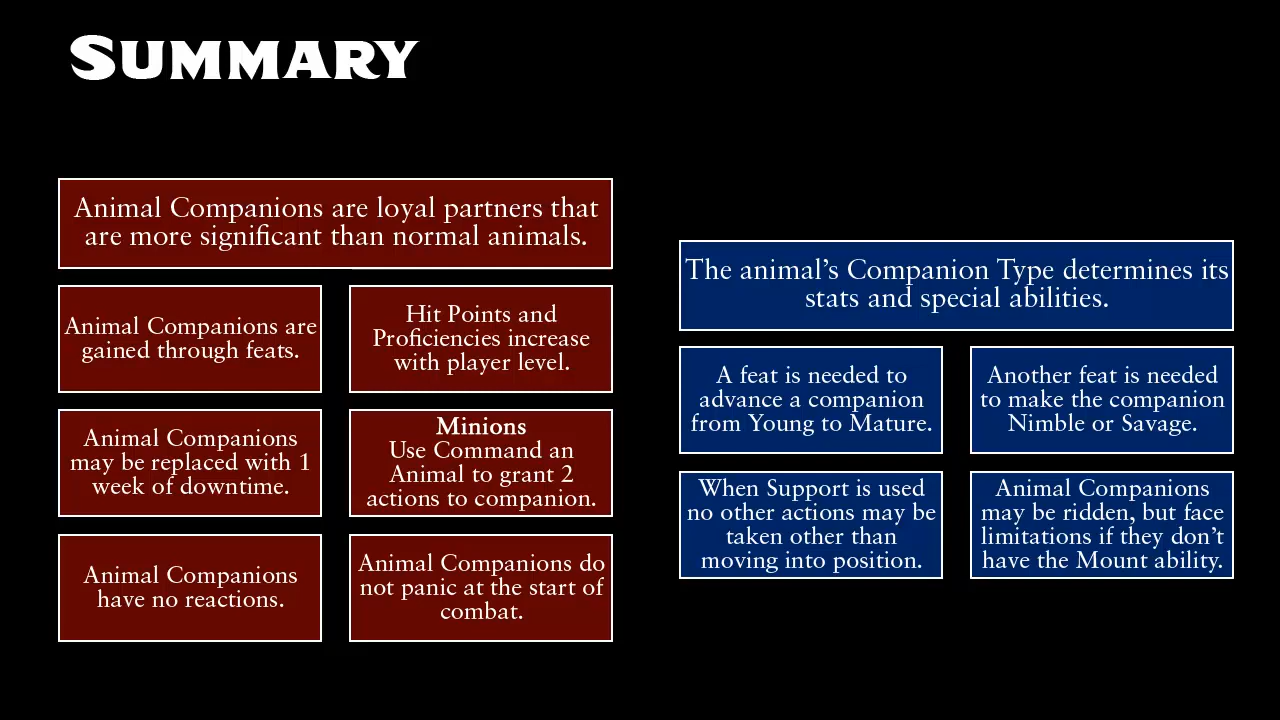 SUMMARY
Animal Companions are loyal partners that
are more significant than normal animals.
Animal Companions are
gained through feats.
Hit Points and
Proficiencies increase
with player level.
Animal Companions
may be replaced with 1
week of downtime.
Minions
Use Command an
Animal to grant 2
actions to companion.
Animal Companions
have no reactions.
Animal Companions do
not panic at the start of
combat.
The animal’s Companion Type determines its
stats and special abilities.
A feat is needed to
advance a companion
from Young to Mature.
Another feat is needed
to make the companion
Nimble or Savage.
When Support is used
no other actions may be
taken other than
moving into position.
Animal Companions
may be ridden, but face
limitations if they don’t
have the Mount ability.